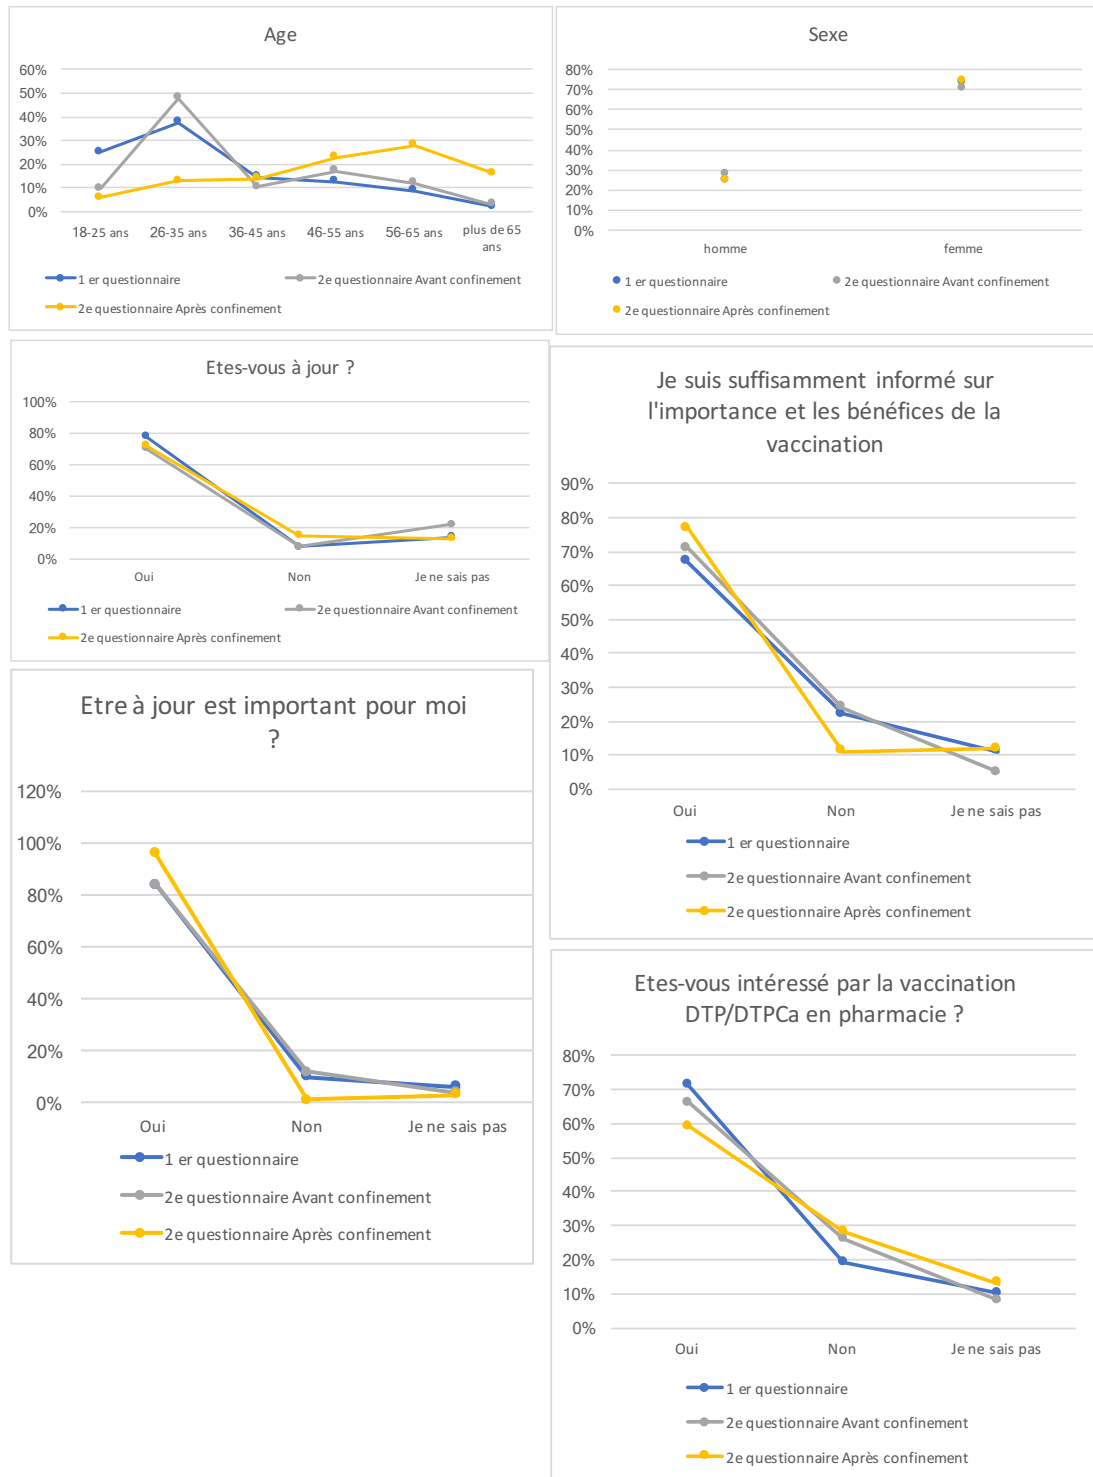 Age
60%
50%
40%
30%
20%
10%
0%
18-25 ans 26-35 ans 36-45 ans 46-55 ans 56-65 ans plus de 65
ans
1 er questionnaire 2e questionnaire Avant confinement
2e questionnaire Après confinement
Sexe
80%
70%
60%
50%
40%
30%
20%
10%
0%
homme femme
1 er questionnaire 2e questionnaire Avant confinement
2e questionnaire Après confinement
Etes-vous à jour ?
100%
80%
60%
40%
20%
0%
Oui Non Je ne sais pas
1 er questionnaire 2e questionnaire Avant confinement
2e questionnaire Après confinement
Je suis suffisamment informé sur
l'importance et les bénéfices de la
vaccination
90%
80%
70%
60%
50%
40%
30%
20%
10%
0%
Oui Non Je ne sais pas
1 er questionnaire
2e questionnaire Avant confinement
2e questionnaire Après confinement
Etre à jour est important pour moi
?
120%
100%
80%
60%
40%
20%
0%
Oui Non Je ne sais pas
1 er questionnaire
2e questionnaire Avant confinement
2e questionnaire Après confinement
Etes-vous intéressé par la vaccination
DTP/DTPCa en pharmacie ?
80%
70%
60%
50%
40%
30%
20%
10%
0%
Oui Non Je ne sais pas
1 er questionnaire
2e questionnaire Avant confinement
2e questionnaire Après confinement